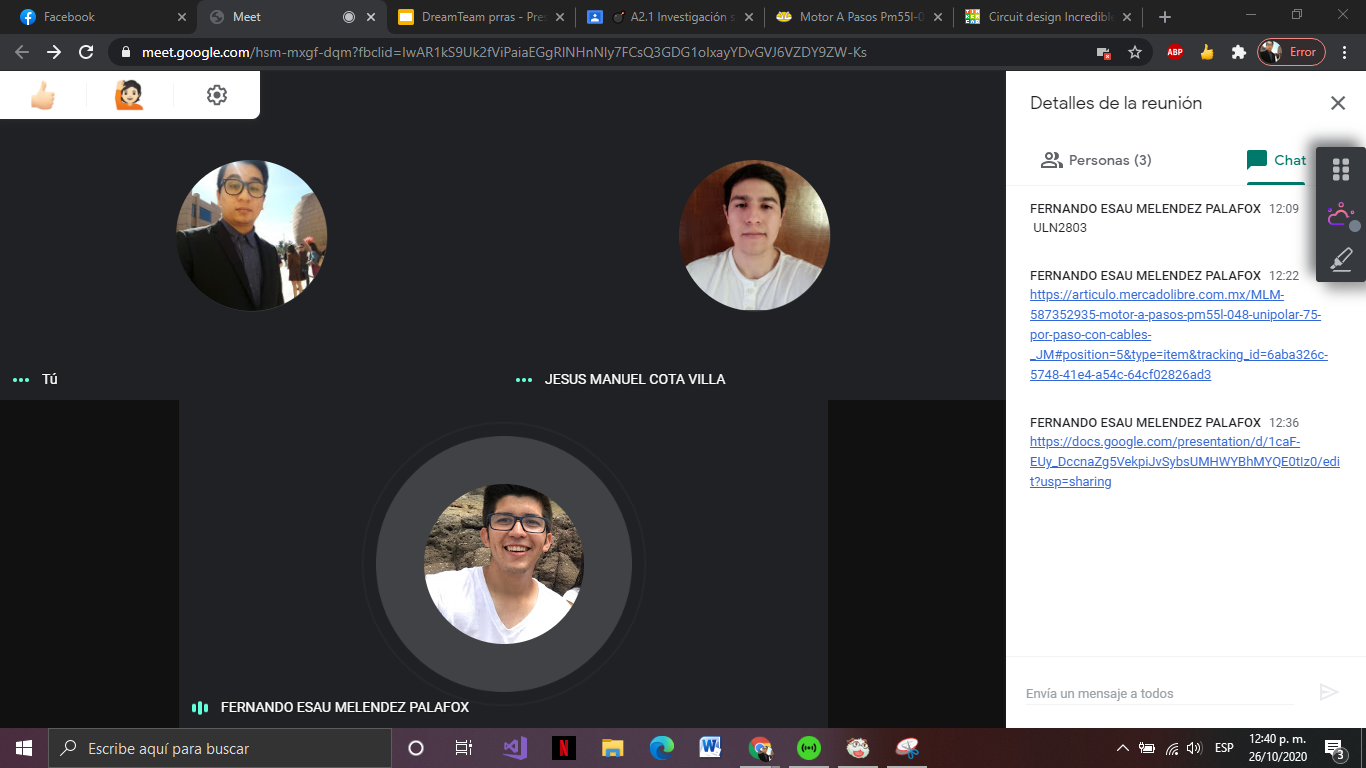 Facebook
Meet
DreamTeam prras - Pres
A2.1 Investigación s
Motor A Pasos Pm55l-0
Circuit design Incredible
meet.google.com/hsm-mxgf-dqm?fbclid=IwAR1kS9Uk2fViPaiaEGgRlNHnNly7FCsQ3GDG1oIxayYDvGVJ6VZDY9ZW-Ks
ABP
Error
Detalles de la reunión
Personas (3)
Chat
FERNANDO ESAU MELENDEZ PALAFOX 12:09
ULN2803
FERNANDO ESAU MELENDEZ PALAFOX 12:22
https://articulo.mercadolibre.com.mx/MLM-
587352935-motor-a-pasos-pm55l-048-unipolar-75-
por-paso-con-cables-
_JM#position=5&type=item&tracking_id=6aba326c-
5748-41e4-a54c-64cf02826ad3
FERNANDO ESAU MELENDEZ PALAFOX 12:36
https://docs.google.com/presentation/d/1caF-
EUy_DccnaZg5VekpiJvSybsUMHWYBhMYQE0tIz0/edi
t?usp=sharing
Tú
JESUS MANUEL COTA VILLA
FERNANDO ESAU MELENDEZ PALAFOX
Envía un mensaje a todos
Escribe aquí para buscar
N
W
ESP
12:40 p. m.
26/10/2020
3